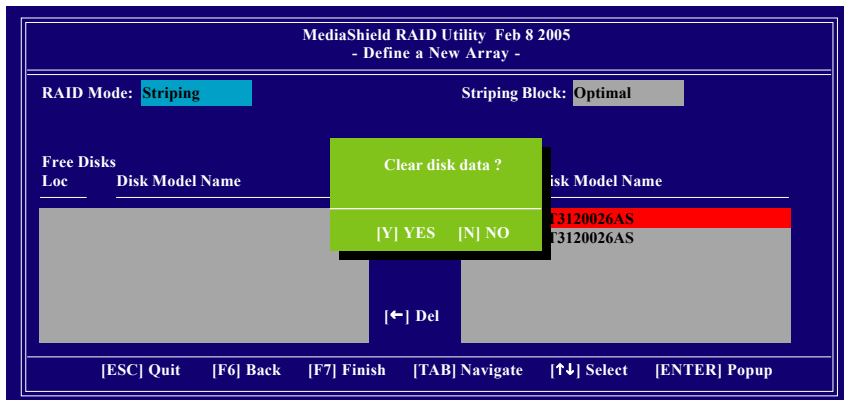 MediaShield RAID Utility Feb 8 2005
- Define a New Array -
RAID Mode: Striping Striping Block: Optimal
Clear disk data ?
[Y] YES [N] NO
Free Disks
Loc Disk Model Name isk Model Name
T3120026AS
T3120026AS
[←] Del
[ESC] Quit [F6] Back [F7] Finish [TAB] Navigate [↑↓] Select [ENTER] Popup